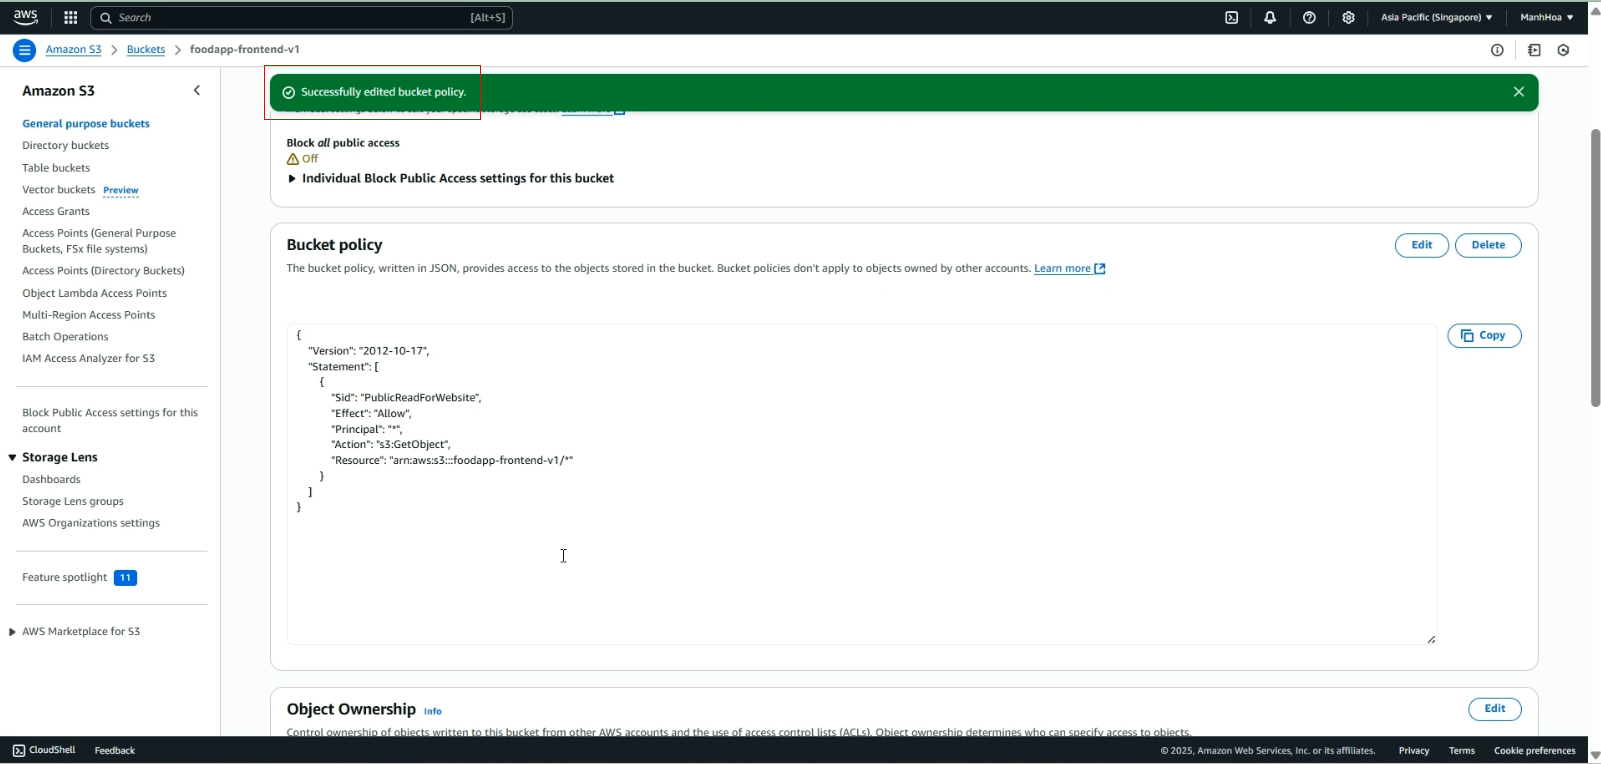 aws
Search [Alt+S]
Asia Pacific (Singapore) ManhHoa
Amazon S3 > Buckets > foodapp-frontend-v1
Amazon S3
General purpose buckets
Directory buckets
Table buckets
Vector buckets Preview
Access Grants
Access Points (General Purpose
Buckets, FSx file systems)
Access Points (Directory Buckets)
Object Lambda Access Points
Multi-Region Access Points
Batch Operations
IAM Access Analyzer for S3
Block Public Access settings for this
account
Storage Lens
Dashboards
Storage Lens groups
AWS Organizations settings
Feature spotlight 11
AWS Marketplace for S3
Successfully edited bucket policy.
Block all public access
Off
Individual Block Public Access settings for this bucket
Bucket policy
Edit Delete
The bucket policy, written in JSON, provides access to the objects stored in the bucket. Bucket policies don't apply to objects owned by other accounts. Learn more
Copy
{
"Version": "2012-10-17",
"Statement": [
{
"Sid": "PublicReadForWebsite",
"Effect": "Allow",
"Principal": "*",
"Action": "s3:GetObject",
"Resource": "arn:aws:s3:::foodapp-frontend-v1/*"
}
]
}
Object Ownership Info
Edit
Control ownership of objects written to this bucket from other AWS accounts and the use of access control lists (ACLs). Object ownership determines who can specify access to objects.
CloudShell Feedback
© 2025, Amazon Web Services, Inc. or its affiliates. Privacy Terms Cookie preferences